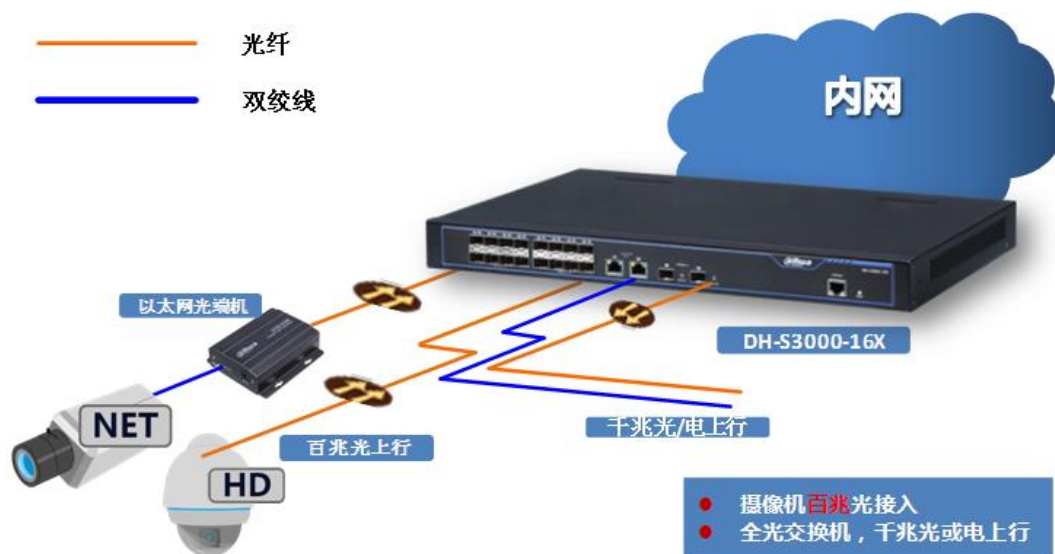 光纤
双绞线
内网
以太网光端机
alhua
DH-S3000-16X
百兆光上行
千兆光/电上行
NET
HD
摄像机百兆光接入
全光交换机，千兆光或电上行